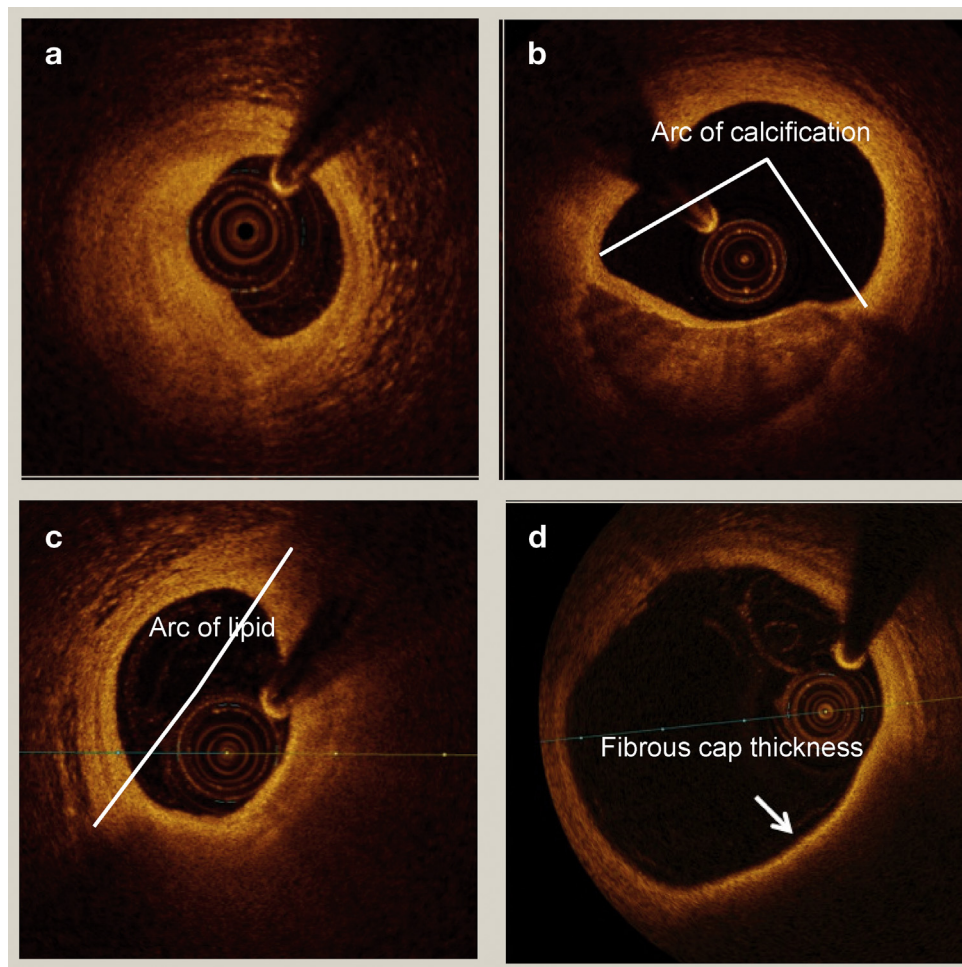 a
b
Arc of calcification
c
Arc of lipid
d
Fibrous cap thickness